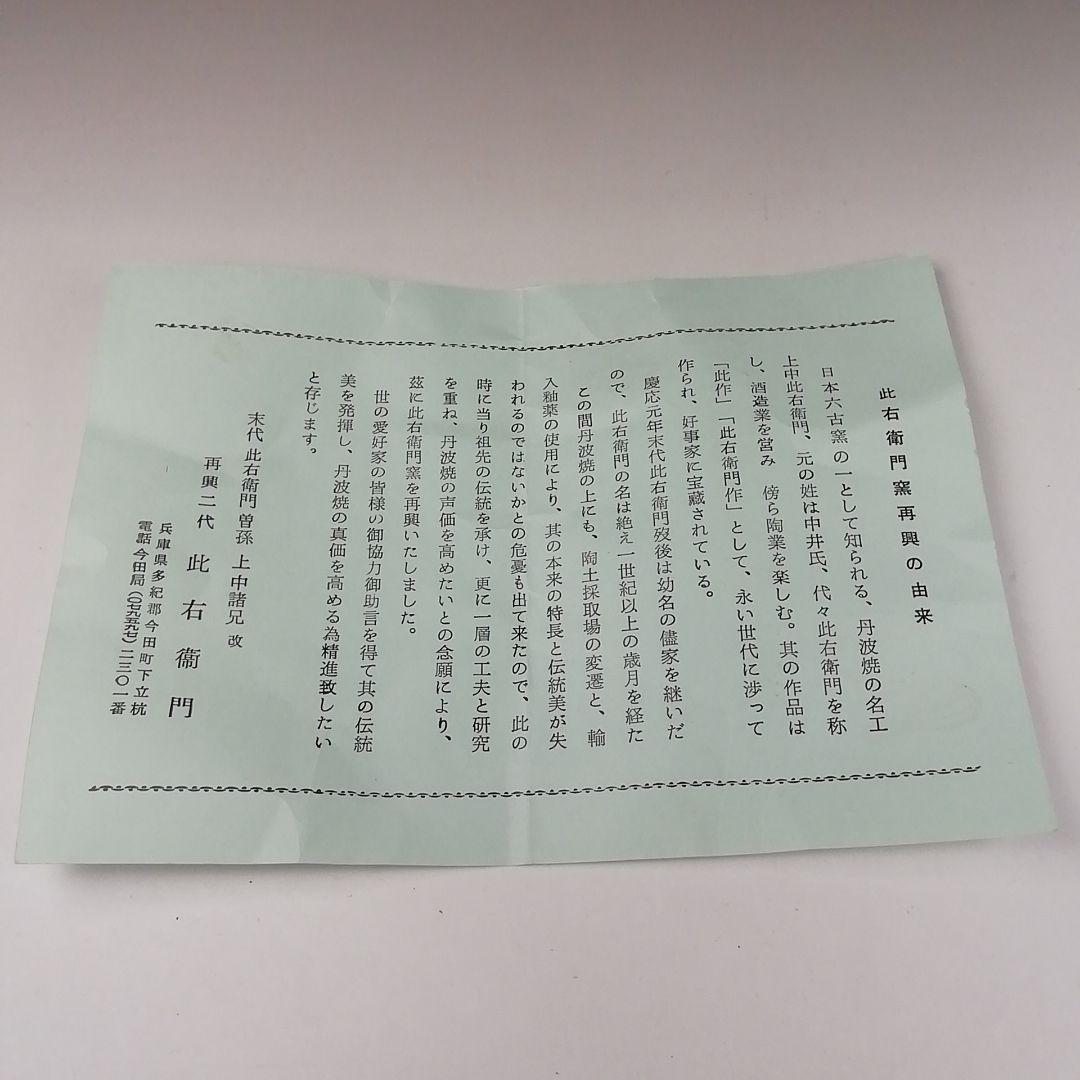 此右衛門窯再興の由来
日本六古窯の一として知られる、丹波焼の名工
上中此右衛門、元の姓は中井氏、代々此右衛門を称
し、酒造業を営み 傍ら陶業を楽しむ。其の作品は
「此作」「此右衛門作」として、永い世代に渉って
作られ、好事家に宝蔵されている。
慶応元年末代此右衛門歿後は幼名の儘家を継いだ
ので、此右衛門の名は絶え一世紀以上の歳月を経た
この間丹波焼の上にも、陶土採取場の変遷と、輸
入釉薬の使用により、其の本来の特長と伝統美が失
われるのではないかとの危憂も出て来たので、此の
時に当り祖先の伝統を承け、更に一層の工夫と研究
を重ね、丹波焼の声価を高めたいとの念願により、
茲に此右衛門窯を再興いたしました。
世の愛好家の皆様の御協力御助言を得て其の伝統
美を発揮し、丹波焼の真価を高める為精進致したい
と存じます。
末代 此右衛門 曽孫 上中諸兄 改
再興二代 此右衛門
兵庫県多紀郡今田町下立杭
電話 今田局(〇七九五九七)二三〇一番